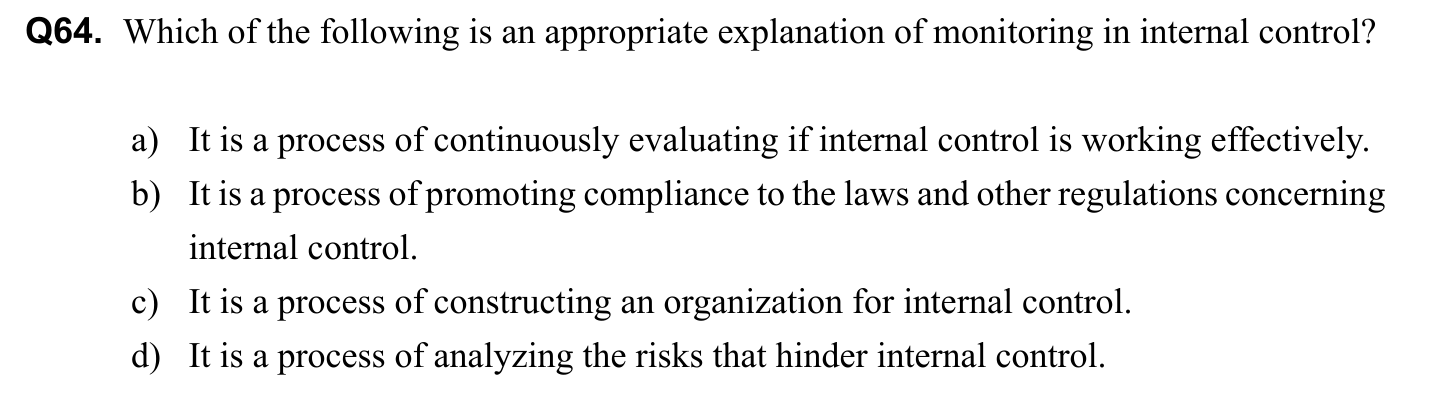 Q64. Which of the following is an appropriate explanation of monitoring in internal control?
a) It is a process of continuously evaluating if internal control is working effectively.
b) It is a process of promoting compliance to the laws and other regulations concerning
internal control.
c) It is a process of constructing an organization for internal control.
d) It is a process of analyzing the risks that hinder internal control.